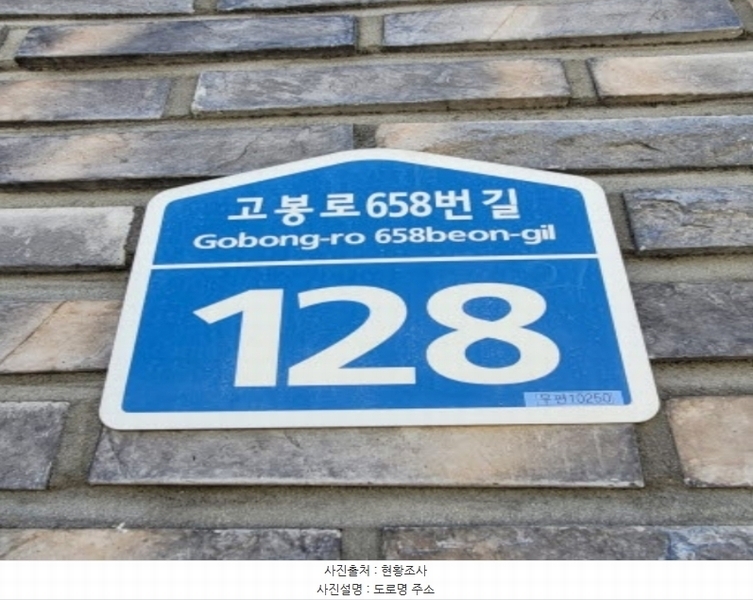 고봉로658번길
Gobong-ro 658beon-gil
128
우편10250
사진출처 : 현황조사
사진설명 : 도로명 주소